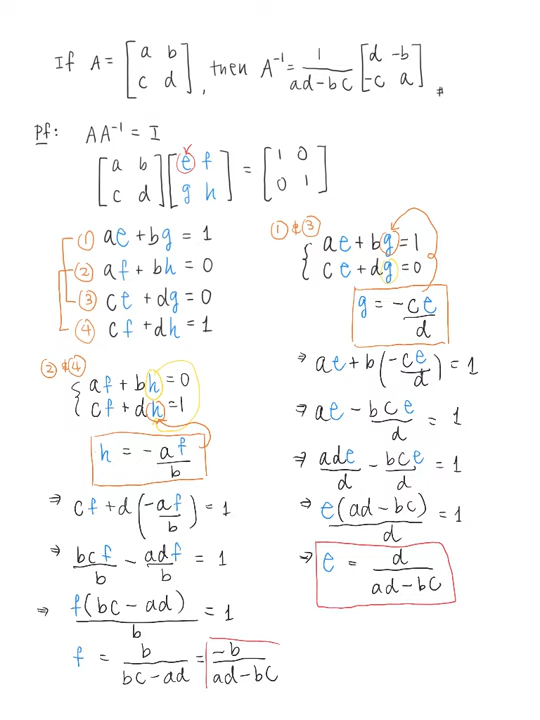 If A = [a b; c d], then A⁻¹ = 1/(ad-bc) [d -b; -c a] #
Pf: AA⁻¹ = I
[a b; c d] [e f; g h] = [1 0; 0 1]
① ae + bg = 1
② af + bh = 0
③ ce + dg = 0
④ cf + dh = 1
② & ④
{ af + bh = 0
cf + dh = 1
h = - af/b
⇒ cf + d(-af/b) = 1
⇒ bcf/b - adf/b = 1
⇒ f(bc - ad)/b = 1
f = b/(bc - ad) = -b/(ad - bc)
① & ③
{ ae + bg = 1
ce + dg = 0
g = -ce/d
⇒ ae + b(-ce/d) = 1
⇒ ae - bce/d = 1
⇒ ade/d - bce/d = 1
⇒ e(ad - bc)/d = 1
⇒ e = d/(ad - bc)